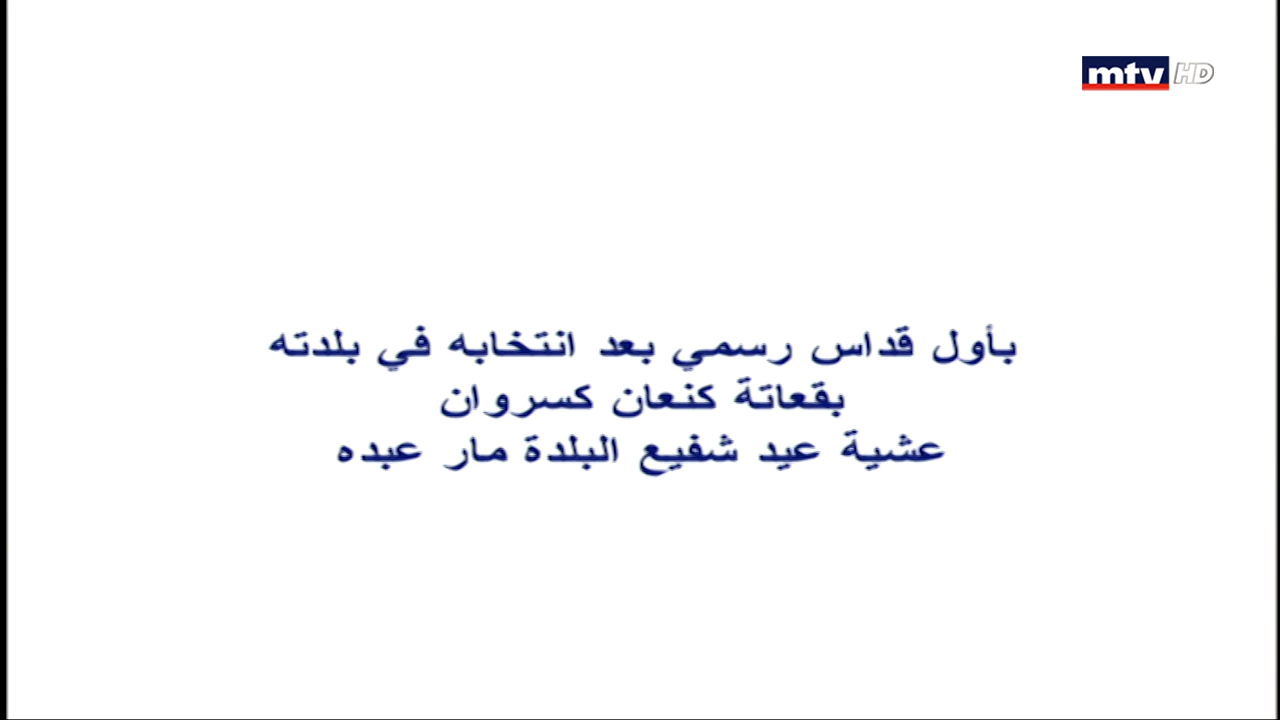 mtv HD
بأول قداس رسمي بعد انتخابه في بلدته
بقعاتة كنعان كسروان
عشية عيد شفيع البلدة مار عبده